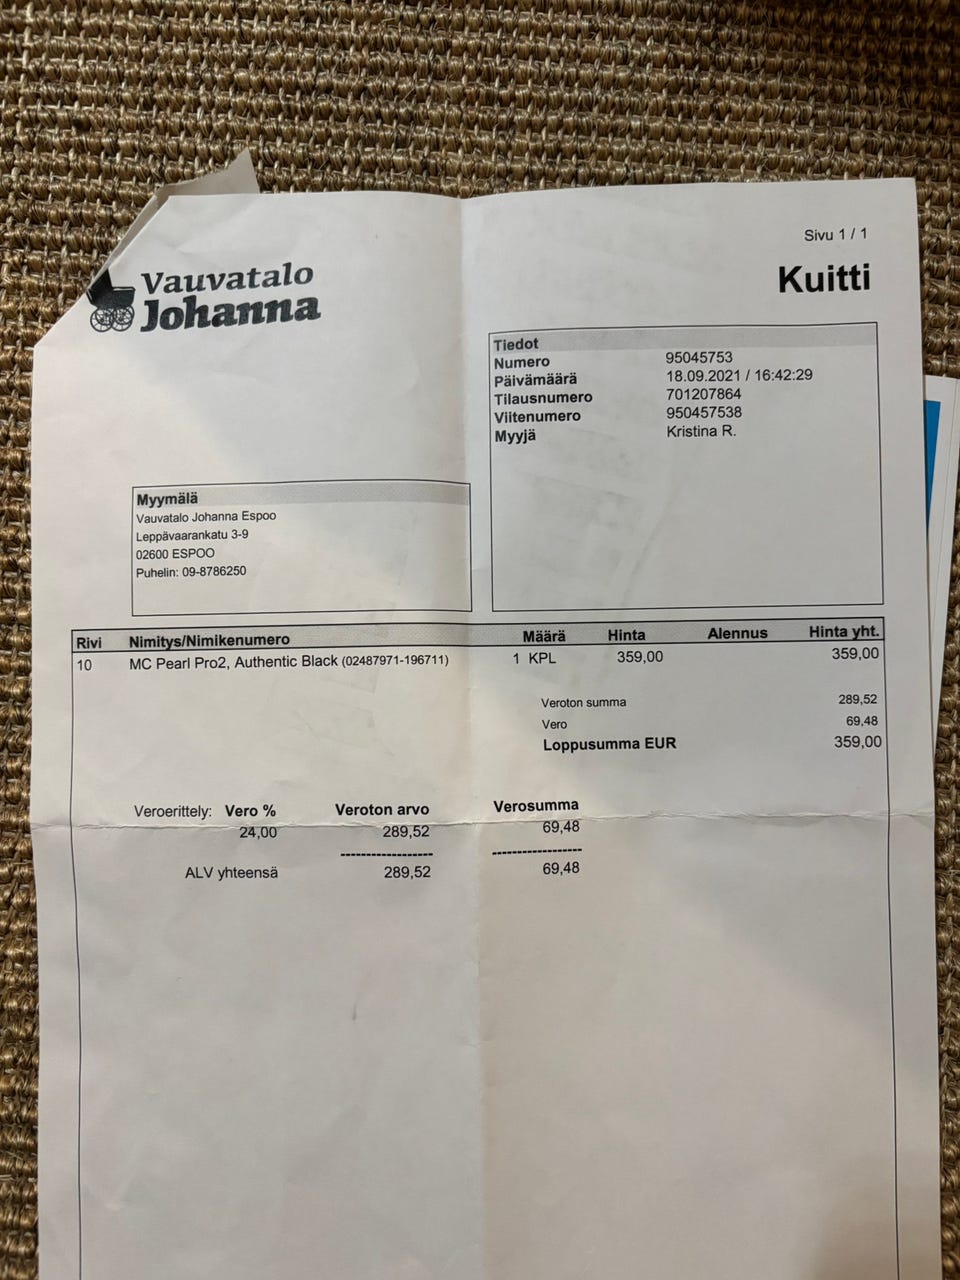 Vauvatalo
Johanna
Sivu 1 / 1
Kuitti
Tiedot
Numero 95045753
Päivämäärä 18.09.2021 / 16:42:29
Tilausnumero 701207864
Viitenumero 950457538
Myyjä Kristina R.
Myymälä
Vauvatalo Johanna Espoo
Leppävaarankatu 3-9
02600 ESPOO
Puhelin: 09-8786250
Rivi Nimitys/Nimikenumero Määrä Hinta Alennus Hinta yht.
10 MC Pearl Pro2, Authentic Black (02487971-196711) 1 KPL 359,00 359,00
Veroton summa 289,52
Vero 69,48
Loppusumma EUR 359,00
Veroerittely: Vero % Veroton arvo Verosumma
24,00 289,52 69,48
------------------ ------------------
ALV yhteensä 289,52 69,48